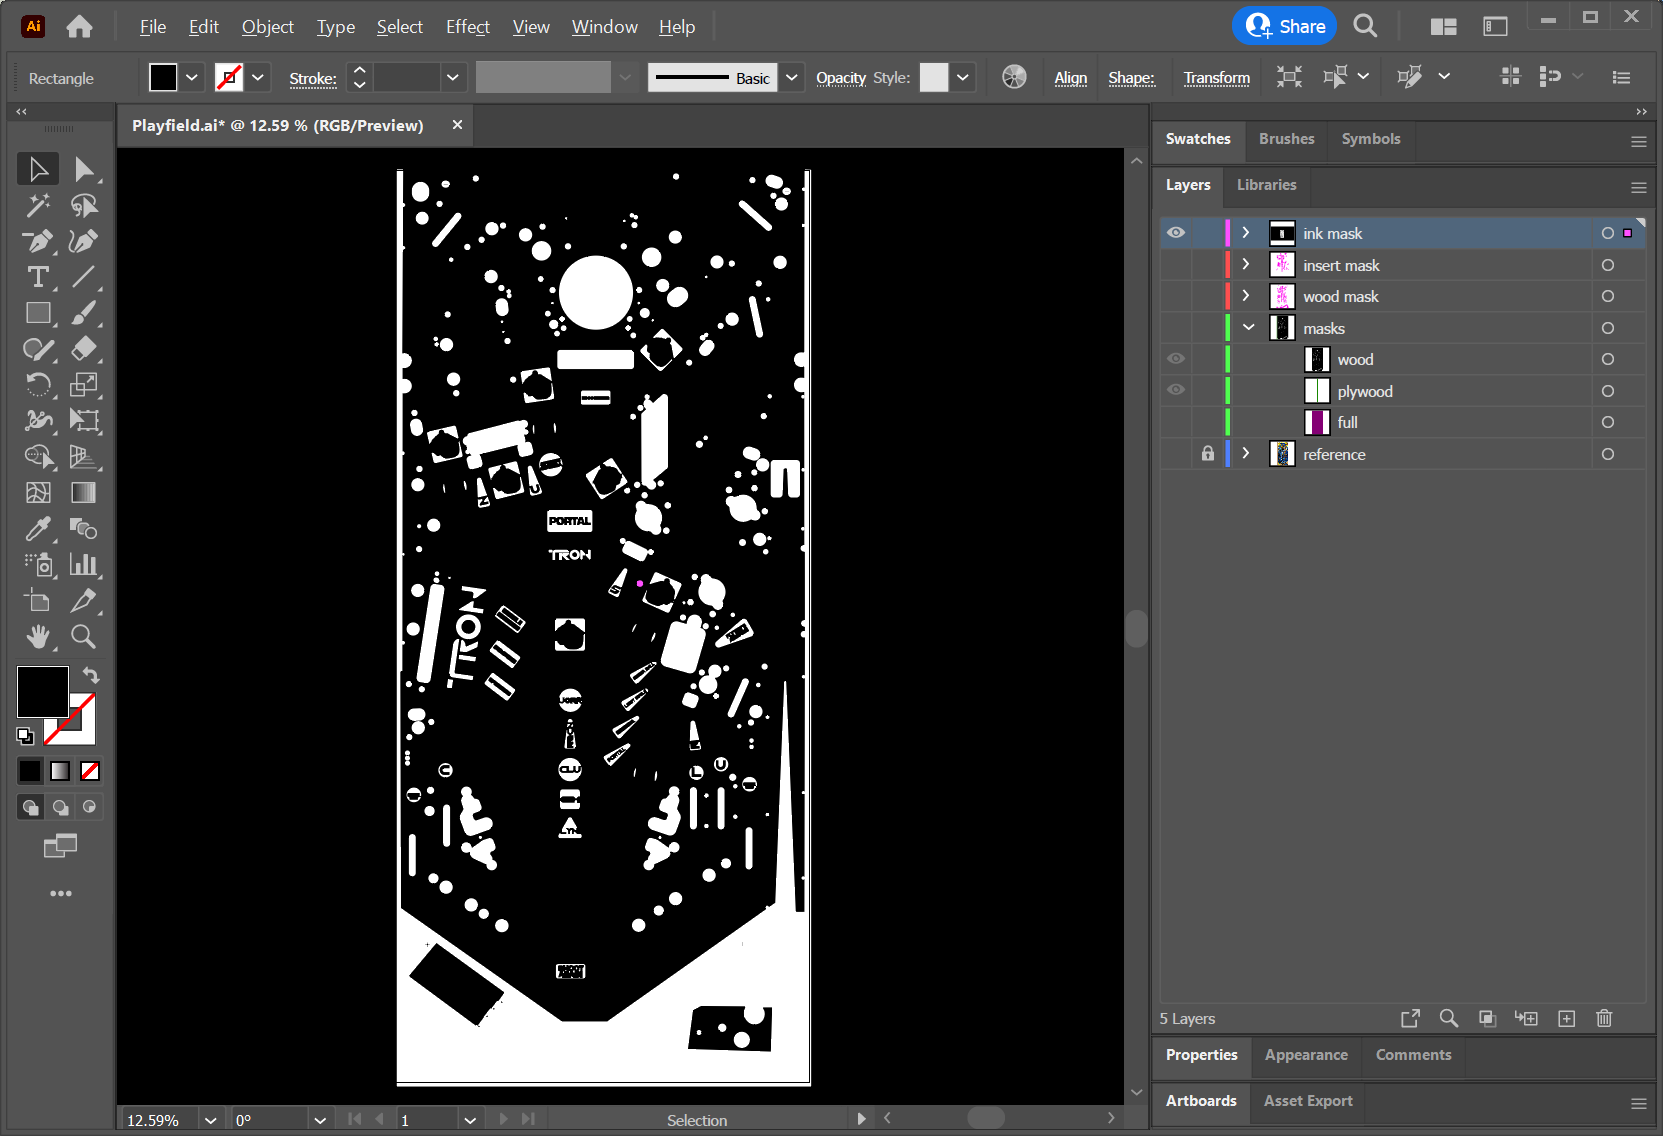 Ai File Edit Object Type Select Effect View Window Help Share
Rectangle Stroke: Basic Opacity Style: Align Shape: Transform
Playfield.ai* @ 12.59 % (RGB/Preview) ×
Swatches Brushes Symbols
Layers Libraries
ink mask
insert mask
wood mask
masks
wood
plywood
full
reference
PORTAL
TRON
TRON
CLU
L U
5 Layers
Properties Appearance Comments
Artboards Asset Export
12.59% 0° 1 Selection